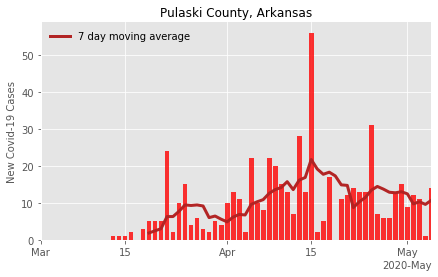 Pulaski County, Arkansas
7 day moving average
New Covid-19 Cases
50
40
30
20
10
0
Mar
15
Apr
15
May
2020-May